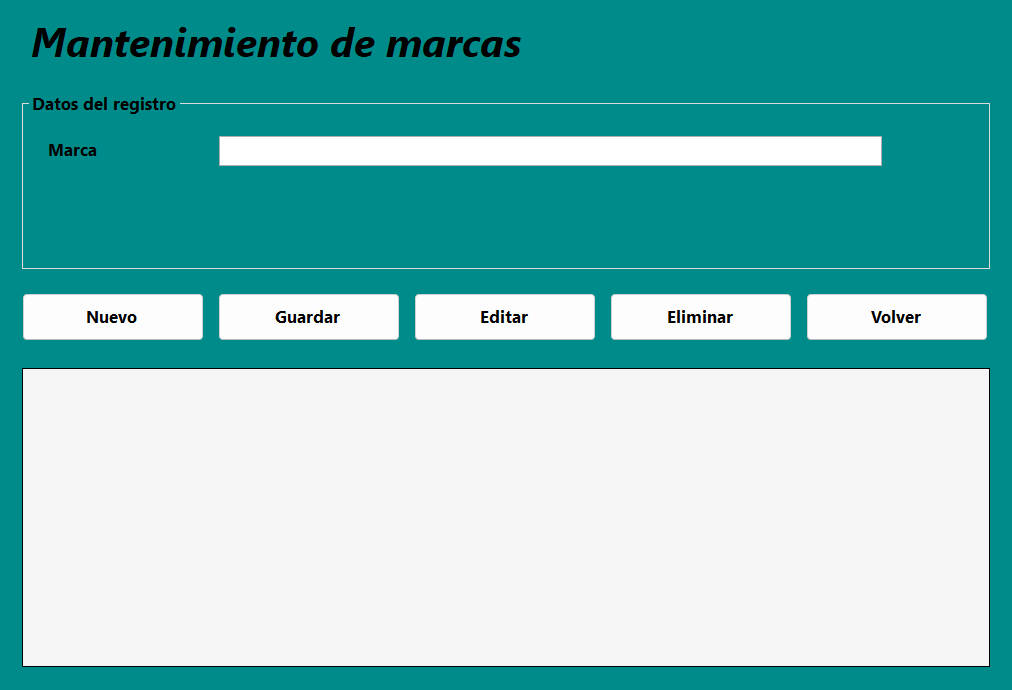 Mantenimiento de marcas
Datos del registro
Marca
Nuevo
Guardar
Editar
Eliminar
Volver